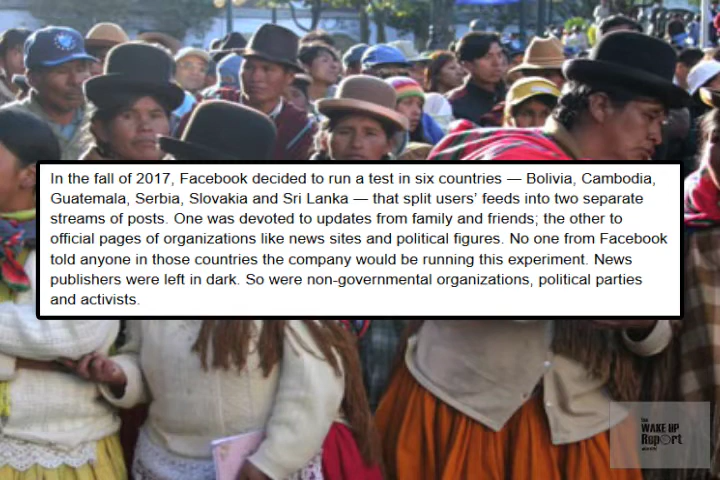 In the fall of 2017, Facebook decided to run a test in six countries — Bolivia, Cambodia,
Guatemala, Serbia, Slovakia and Sri Lanka — that split users’ feeds into two separate
streams of posts. One was devoted to updates from family and friends; the other to
official pages of organizations like news sites and political figures. No one from Facebook
told anyone in those countries the company would be running this experiment. News
publishers were left in dark. So were non-governmental organizations, political parties
and activists.
the
WAKE UP
Report